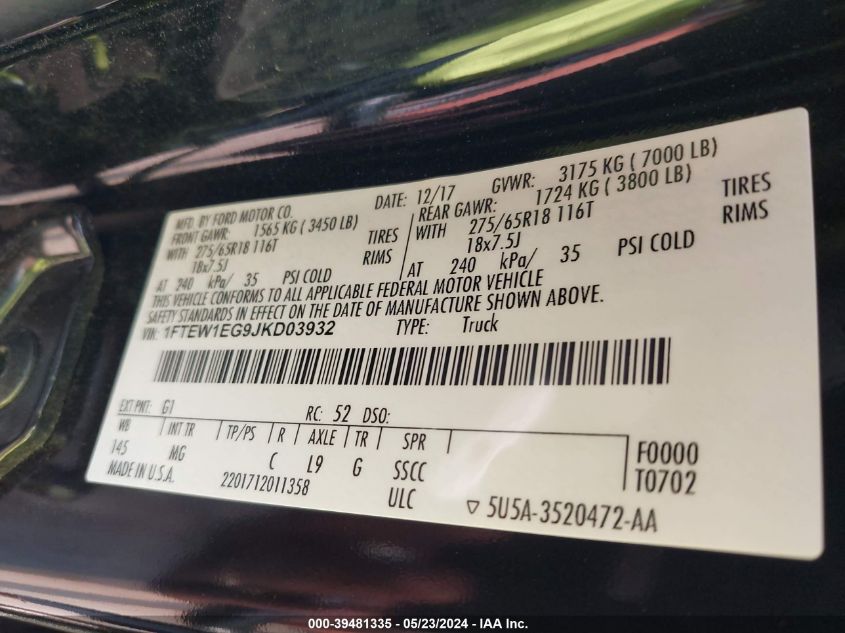 MFD. BY FORD MOTOR CO. DATE: 12/17 GVWR: 3175 KG ( 7000 LB)
FRONT GAWR: 1565 KG ( 3450 LB) REAR GAWR: 1724 KG ( 3800 LB)
WITH 275/65R18 116T TIRES WITH 275/65R18 116T TIRES
18x7.5J RIMS 18x7.5J RIMS
AT 240 kPa/ 35 PSI COLD AT 240 kPa/ 35 PSI COLD
THIS VEHICLE CONFORMS TO ALL APPLICABLE FEDERAL MOTOR VEHICLE
SAFETY STANDARDS IN EFFECT ON THE DATE OF MANUFACTURE SHOWN ABOVE.
VIN: 1FTEW1EG9JKD03932 TYPE: Truck
EXT PNT: G1 RC: 52 DSO:
WB INT TR TP/PS R AXLE TR SPR F0000
145 MG C L9 G SSCC T0702
MADE IN U.S.A. 2201712011358 ULC ▽ 5U5A-3520472-AA
000-39481335 - 05/23/2024 - IAA Inc.